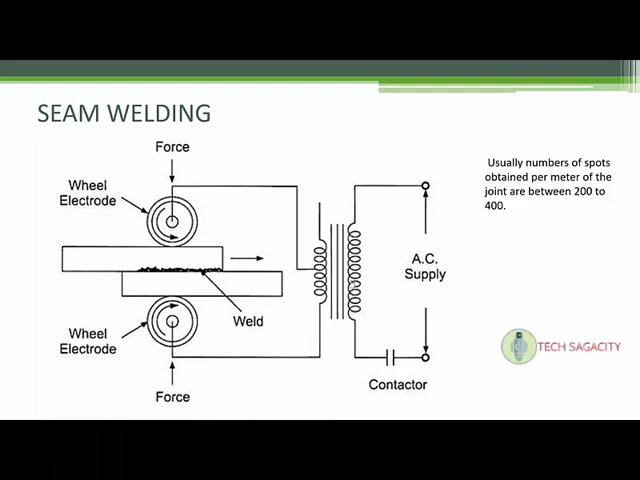 SEAM WELDING
Force
Wheel
Electrode
Usually numbers of spots
obtained per meter of the
joint are between 200 to
400.
A.C.
Supply
Weld
Wheel
Electrode
TECH SAGACITY
Contactor
Force